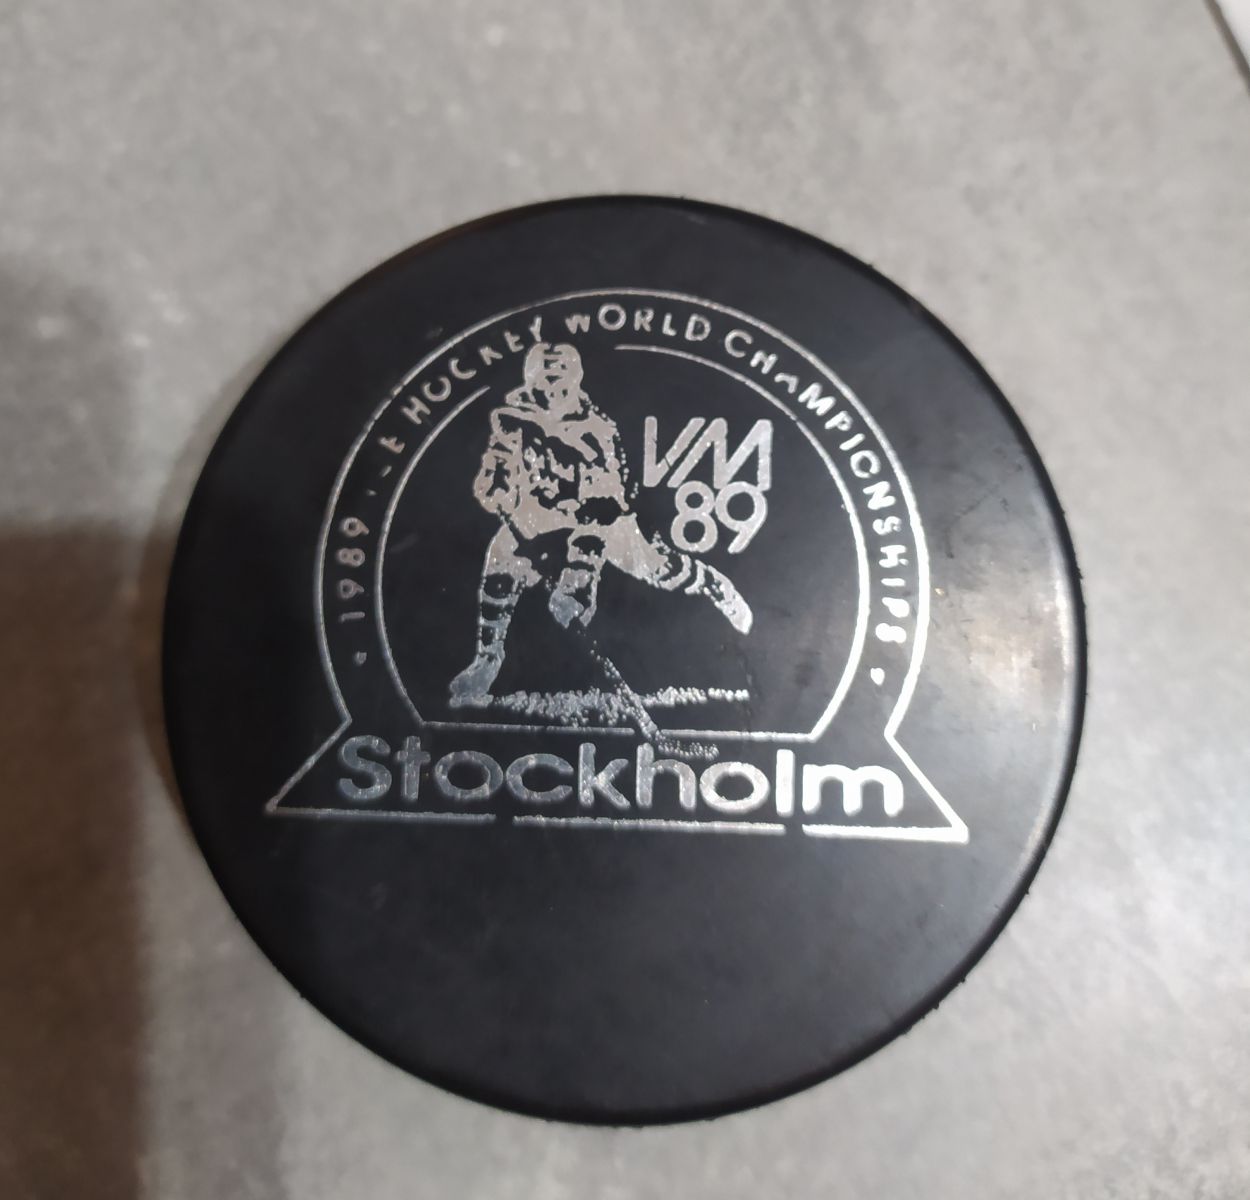 1989 HOCKEY WORLD CHAMPIONSHIPS
VM
89
Stockholm